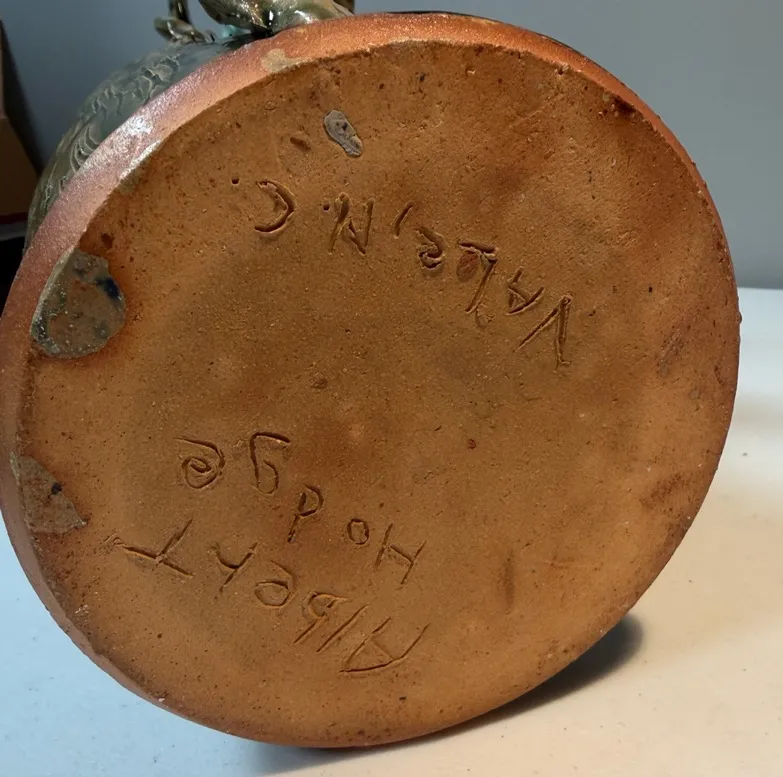 Albert
Hodge
Vale, N.C.